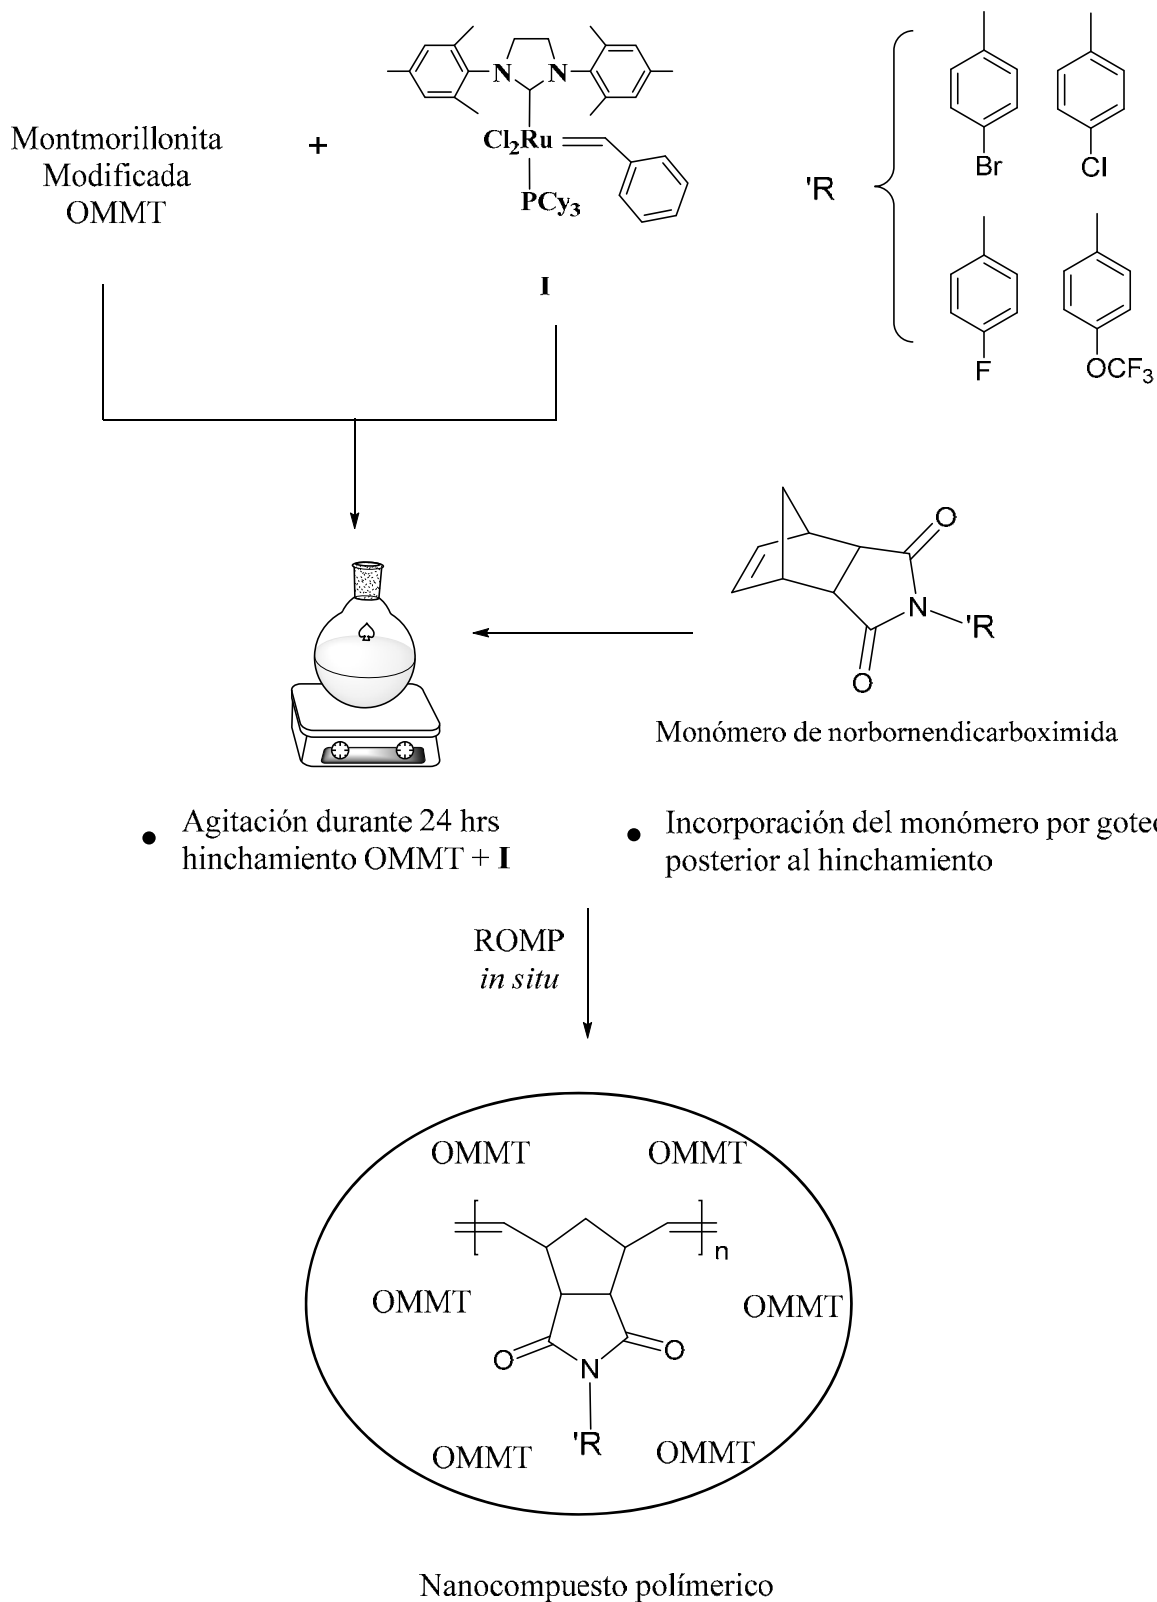 Montmorillonita
Modificada
OMMT
+
N N
Cl2Ru
PCy3
I
'R
Br
Cl
F
OCF3
O
N
'R
O
Monómero de norbornendicarboximida
• Agitación durante 24 hrs
hinchamiento OMMT + I
• Incorporación del monómero por goteo
posterior al hinchamiento
ROMP
in situ
OMMT OMMT
n
OMMT OMMT
O O
N
'R
OMMT OMMT
Nanocompuesto polímerico